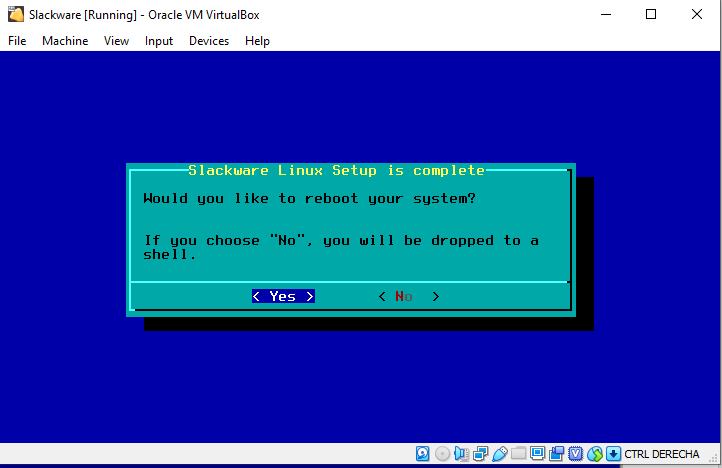 Slackware [Running] - Oracle VM VirtualBox
File Machine View Input Devices Help
Slackware Linux Setup is complete
Would you like to reboot your system?
If you choose "No", you will be dropped to a
shell.
< Yes > < No >
CTRL DERECHA